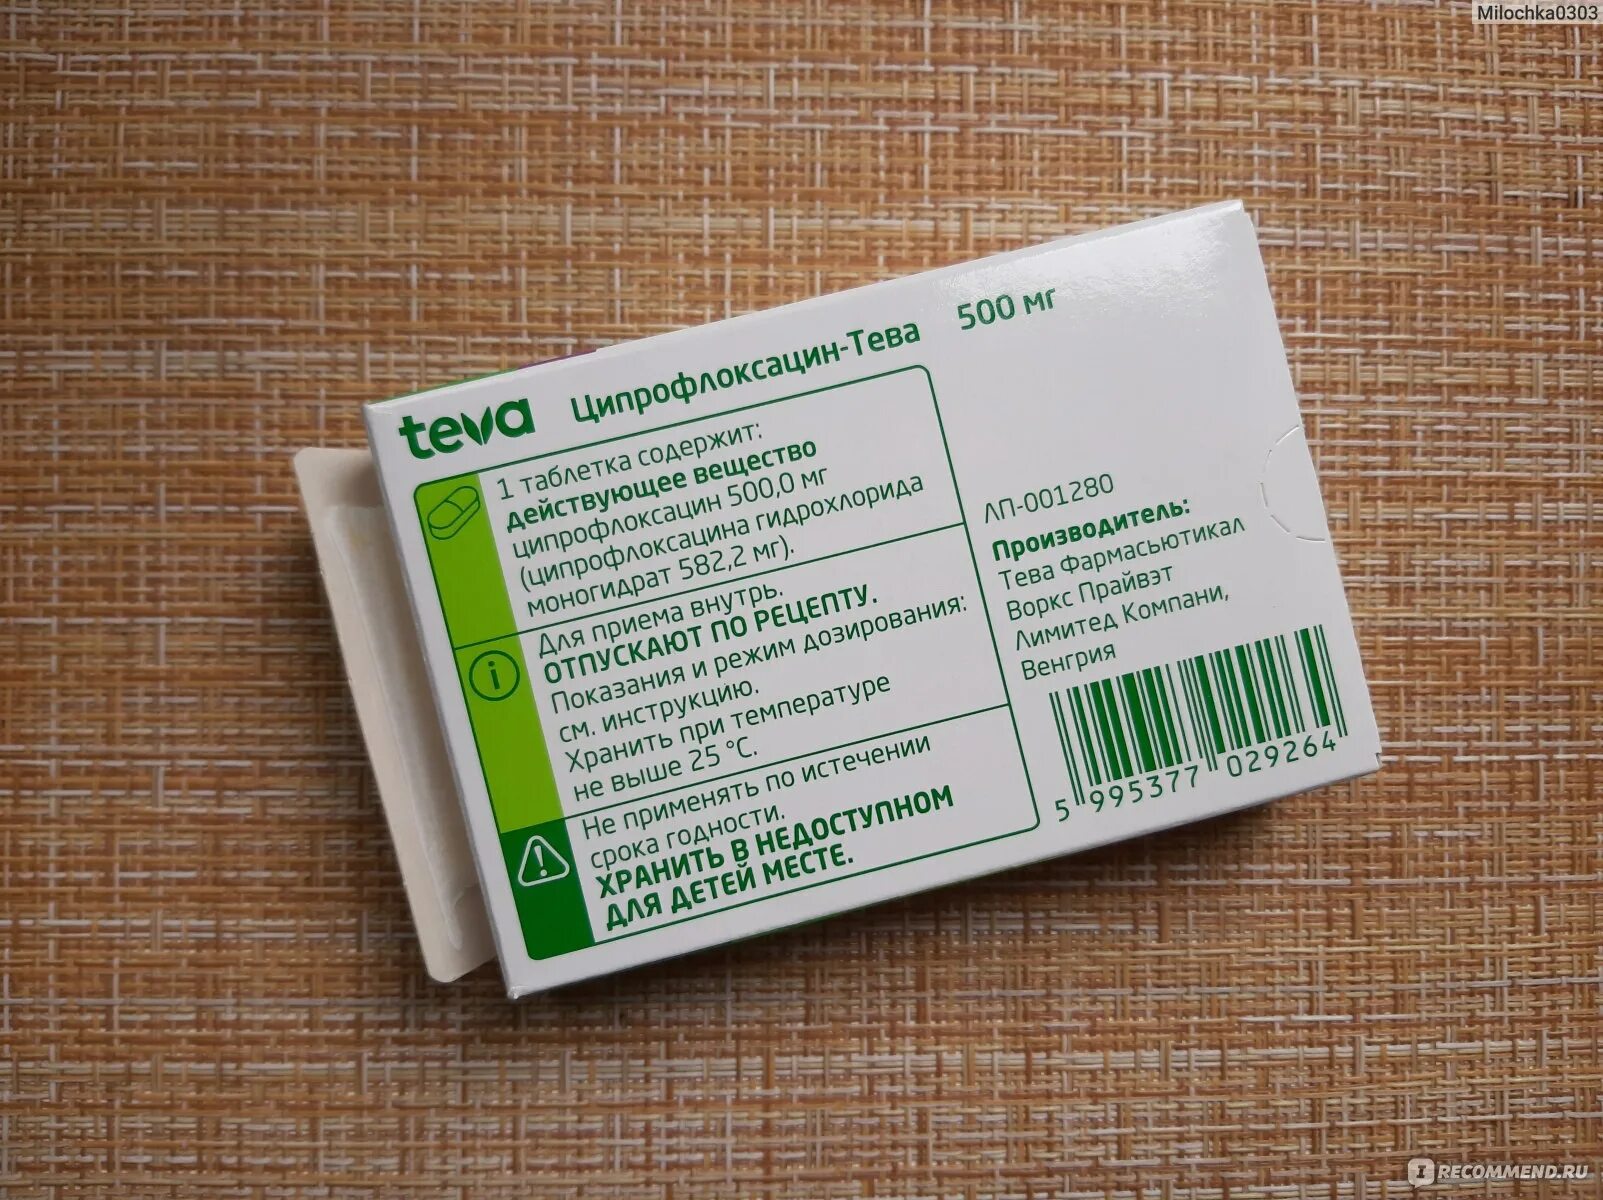 Milochka0303
teva Ципрофлоксацин-Тева 500 мг
1 таблетка содержит:
действующее вещество
ципрофлоксацин 500,0 мг
(ципрофлоксацина гидрохлорида
моногидрат 582,2 мг).
Для приема внутрь.
ОТПУСКАЮТ ПО РЕЦЕПТУ.
Показания и режим дозирования:
см. инструкцию.
Хранить при температуре
не выше 25 °C.
Не применять по истечении
срока годности.
ХРАНИТЬ В НЕДОСТУПНОМ
ДЛЯ ДЕТЕЙ МЕСТЕ.
ЛП-001280
Производитель:
Тева Фармасьютикал
Воркс Прайвэт
Лимитед Компани,
Венгрия
5 995377 029264
IRECOMMEND.RU